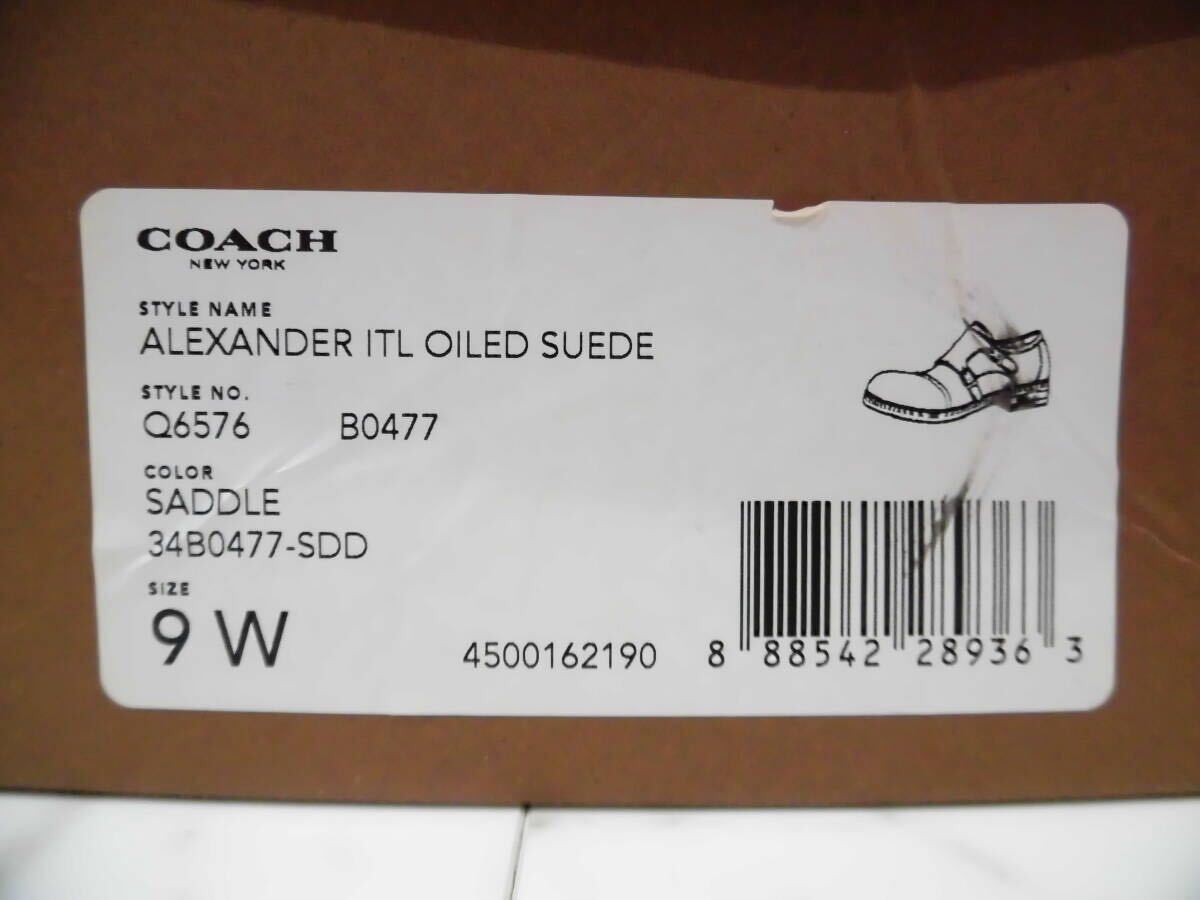 COACH
NEW YORK
STYLE NAME
ALEXANDER ITL OILED SUEDE
STYLE NO.
Q6576 B0477
COLOR
SADDLE
34B0477-SDD
SIZE
9 W
4500162190
8 88542 28936 3